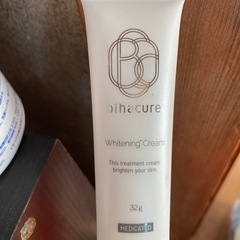 bihacure
Whitening* Cream
This treatment cream
brighten your skin.
32g
MEDICATED